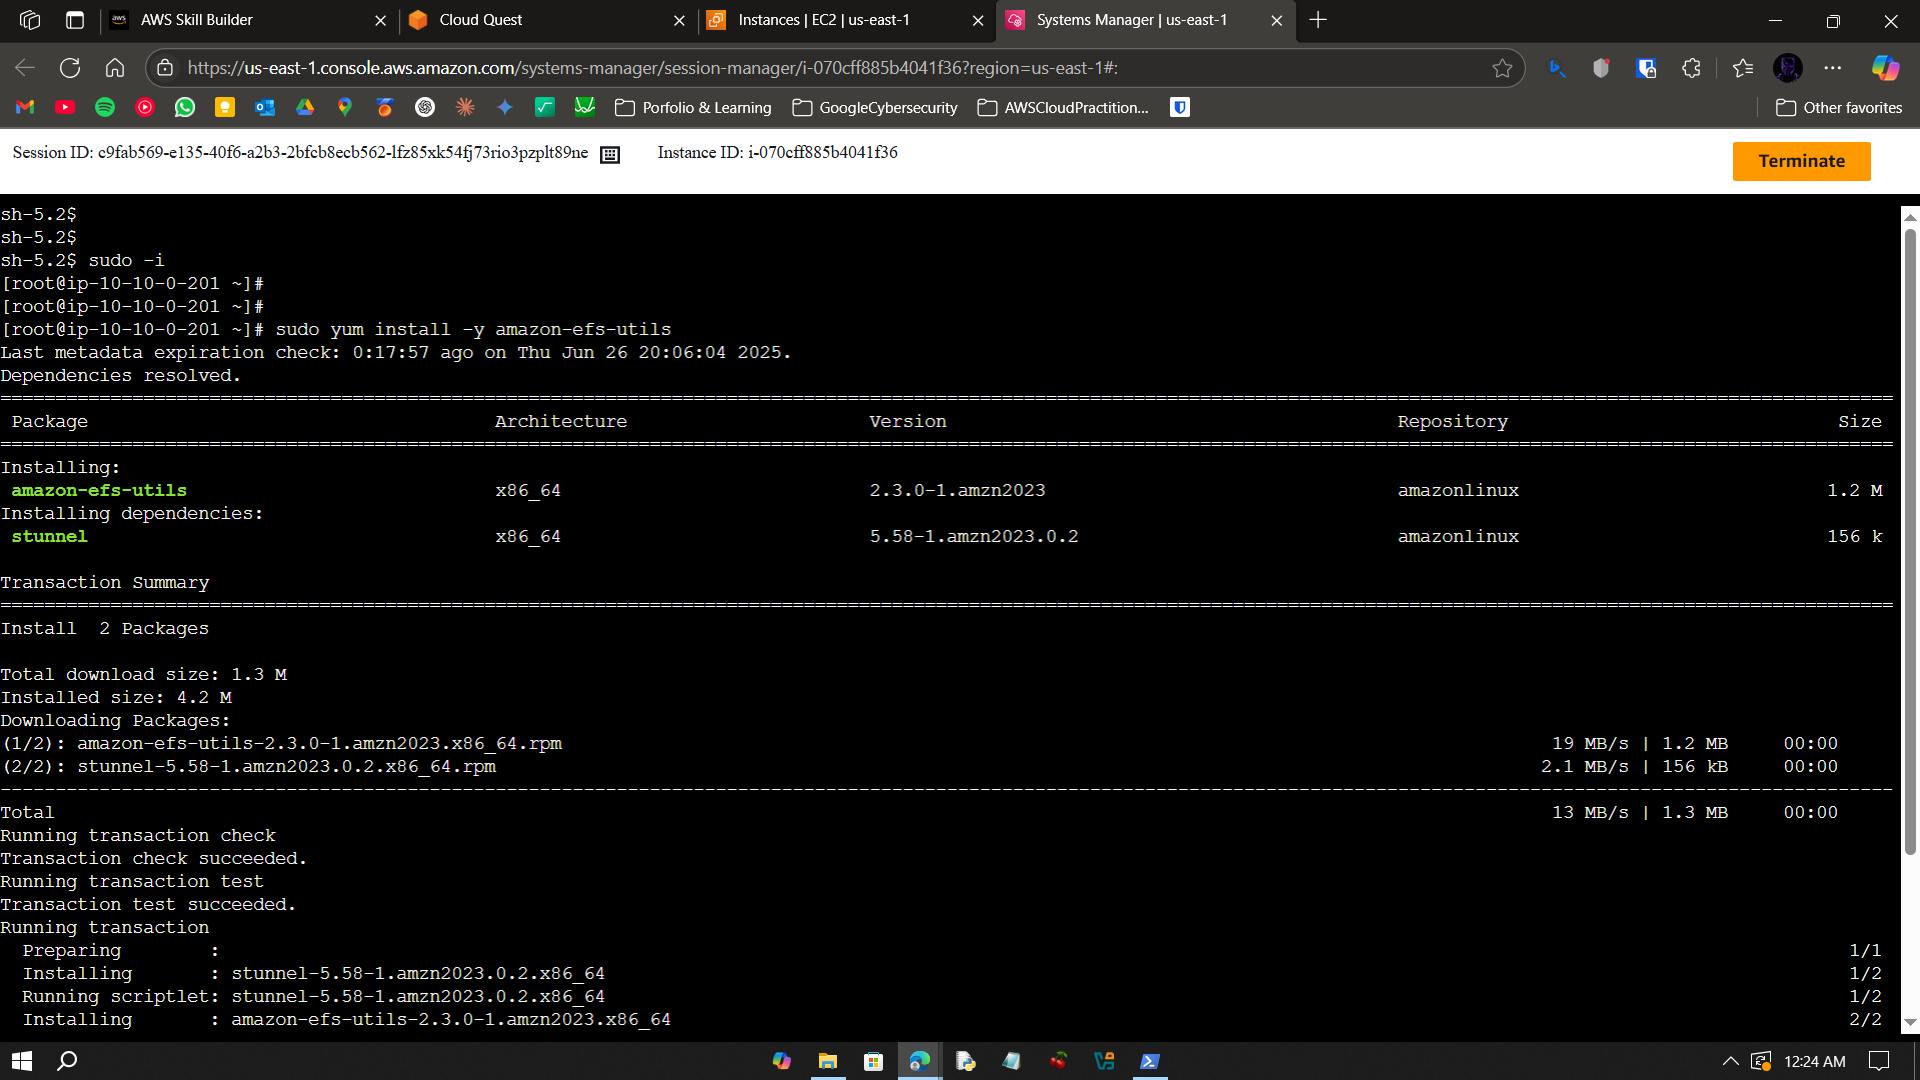 AWS Skill Builder
Cloud Quest
Instances | EC2 | us-east-1
Systems Manager | us-east-1
https://us-east-1.console.aws.amazon.com/systems-manager/session-manager/i-070cff885b4041f36?region=us-east-1#:
Porfolio & Learning
GoogleCybersecurity
AWSCloudPractition...
Other favorites
Session ID: c9fab569-e135-40f6-a2b3-2bfcb8ecb562-lfz85xk54fj73rio3pzplt89ne
Instance ID: i-070cff885b4041f36
Terminate
sh-5.2$
sh-5.2$
sh-5.2$ sudo -i
[root@ip-10-10-0-201 ~]#
[root@ip-10-10-0-201 ~]#
[root@ip-10-10-0-201 ~]# sudo yum install -y amazon-efs-utils
Last metadata expiration check: 0:17:57 ago on Thu Jun 26 20:06:04 2025.
Dependencies resolved.
Package Architecture Version Repository Size
Installing:
amazon-efs-utils x86_64 2.3.0-1.amzn2023 amazonlinux 1.2 M
Installing dependencies:
stunnel x86_64 5.58-1.amzn2023.0.2 amazonlinux 156 k
Transaction Summary
Install 2 Packages
Total download size: 1.3 M
Installed size: 4.2 M
Downloading Packages:
(1/2): amazon-efs-utils-2.3.0-1.amzn2023.x86_64.rpm 19 MB/s | 1.2 MB 00:00
(2/2): stunnel-5.58-1.amzn2023.0.2.x86_64.rpm 2.1 MB/s | 156 kB 00:00
Total 13 MB/s | 1.3 MB 00:00
Running transaction check
Transaction check succeeded.
Running transaction test
Transaction test succeeded.
Running transaction
Preparing : 1/1
Installing : stunnel-5.58-1.amzn2023.0.2.x86_64 1/2
Running scriptlet: stunnel-5.58-1.amzn2023.0.2.x86_64 1/2
Installing : amazon-efs-utils-2.3.0-1.amzn2023.x86_64 2/2
12:24 AM